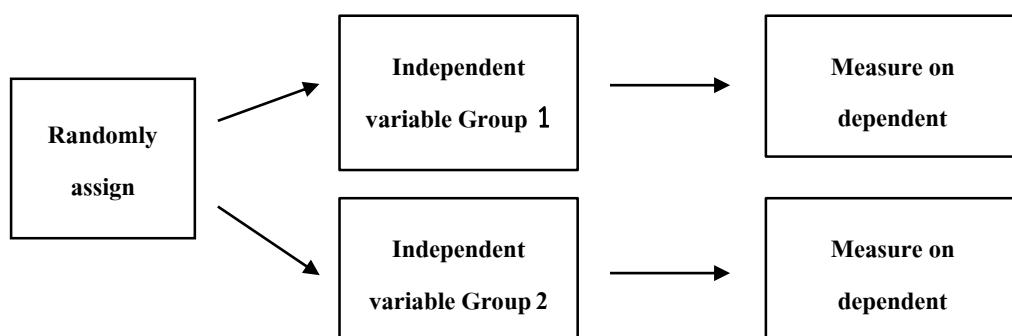 Randomly
assign
Independent
variable Group 1
Measure on
dependent
Independent
variable Group 2
Measure on
dependent